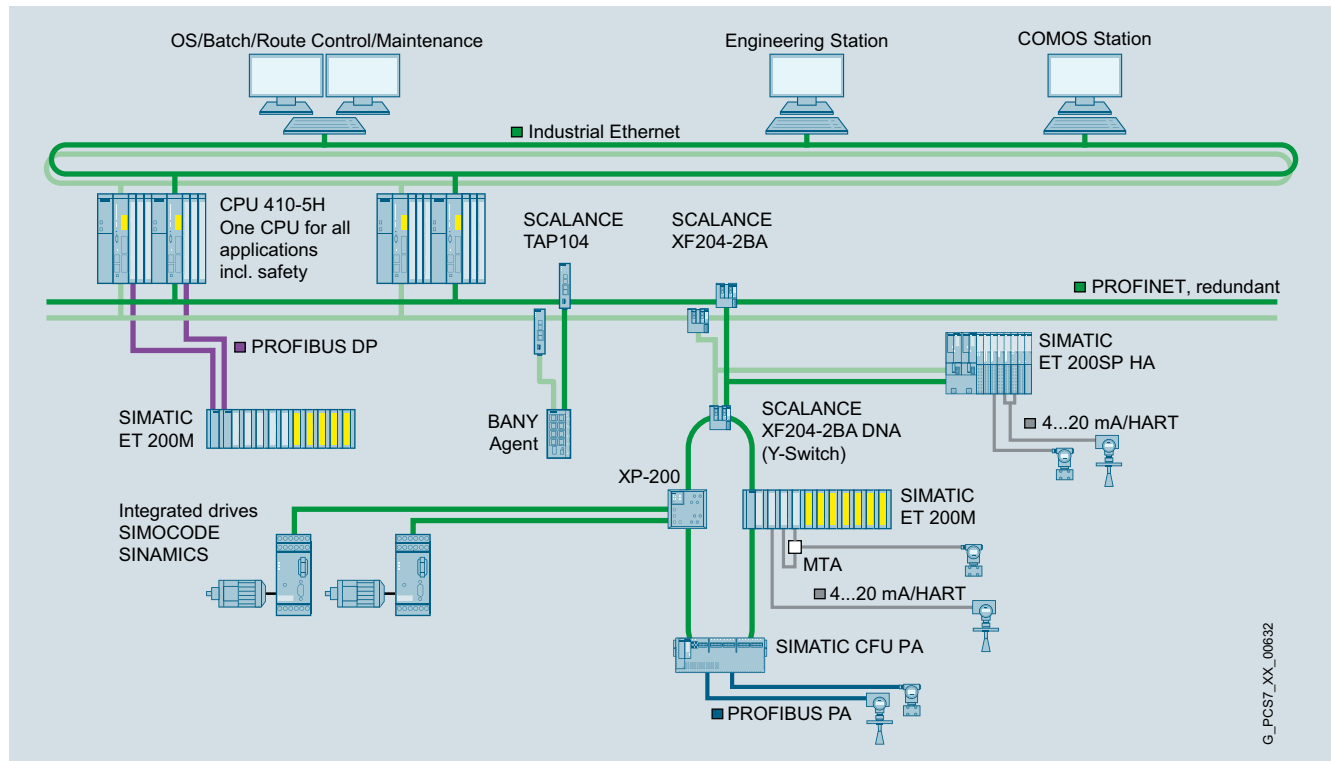 OS/Batch/Route Control/Maintenance
Engineering Station
COMOS Station
Industrial Ethernet
CPU 410-5H
One CPU for all
applications
incl. safety
SCALANCE
TAP104
SCALANCE
XF204-2BA
PROFINET, redundant
PROFIBUS DP
SIMATIC
ET 200SP HA
SIMATIC
ET 200M
BANY
Agent
SCALANCE
XF204-2BA DNA
(Y-Switch)
4...20 mA/HART
XP-200
SIMATIC
ET 200M
Integrated drives
SIMOCODE
SINAMICS
MTA
4...20 mA/HART
SIMATIC CFU PA
PROFIBUS PA
G_PCS7_XX_00632